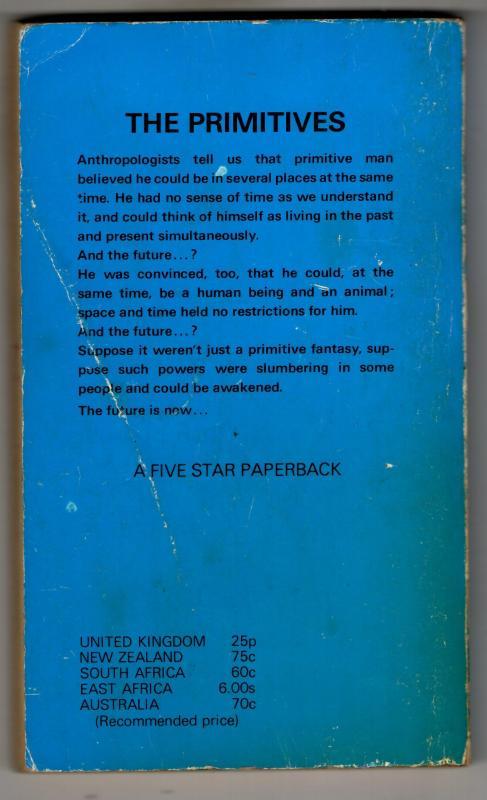 THE PRIMITIVES
Anthropologists tell us that primitive man
believed he could be in several places at the same
time. He had no sense of time as we understand
it, and could think of himself as living in the past
and present simultaneously.
And the future...?
He was convinced, too, that he could, at the
same time, be a human being and an animal;
space and time held no restrictions for him.
And the future...?
Suppose it weren't just a primitive fantasy, sup-
pose such powers were slumbering in some
people and could be awakened.
The future is now...
A FIVE STAR PAPERBACK
UNITED KINGDOM 25p
NEW ZEALAND 75c
SOUTH AFRICA 60c
EAST AFRICA 6.00s
AUSTRALIA 70c
(Recommended price)